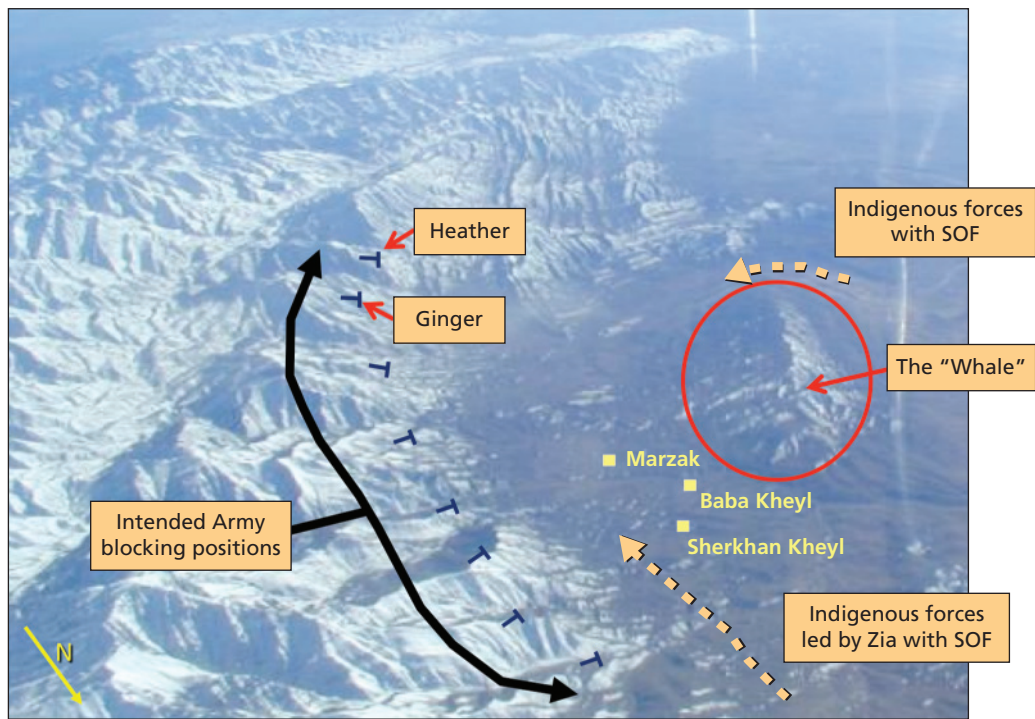 Heather
Indigenous forces
with SOF
Ginger
The “Whale”
Marzak
Baba Kheyl
Intended Army
blocking positions
Sherkhan Kheyl
Indigenous forces
led by Zia with SOF
N